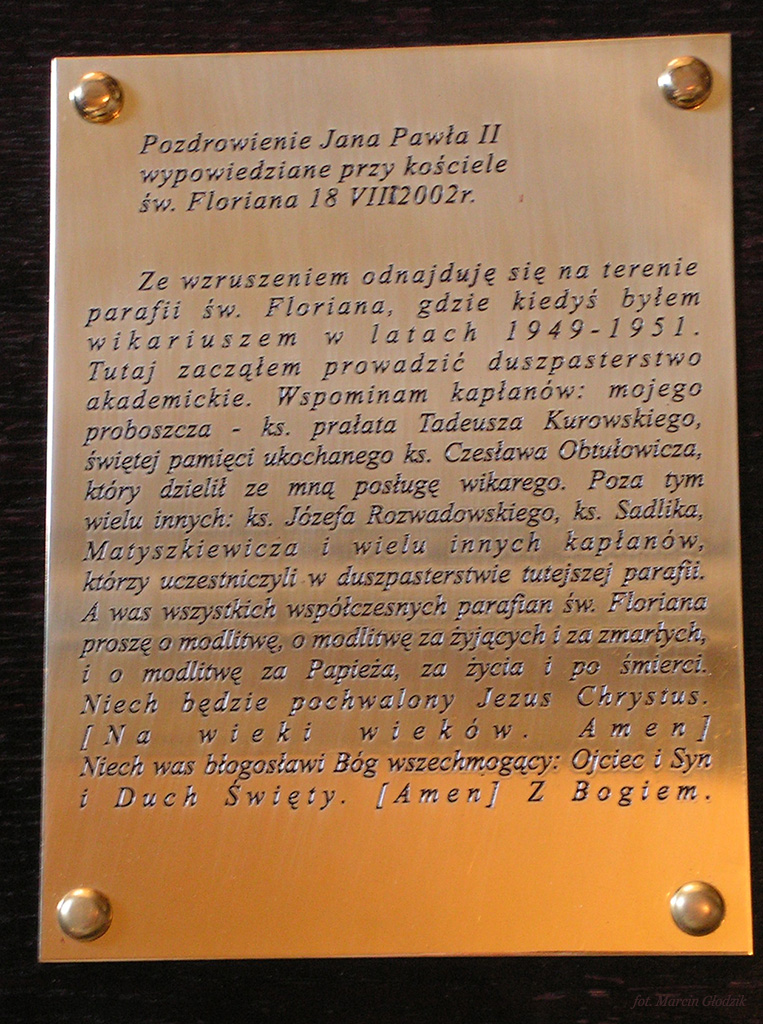 Pozdrowienie Jana Pawła II
wypowiedziane przy kościele
św. Floriana 18 VIII2002r.
Ze wzruszeniem odnajduję się na terenie
parafii św. Floriana, gdzie kiedyś byłem
wikariuszem w latach 1949-1951.
Tutaj zacząłem prowadzić duszpasterstwo
akademickie. Wspominam kapłanów: mojego
proboszcza - ks. prałata Tadeusza Kurowskiego,
świętej pamięci ukochanego ks. Czesława Obtułowicza,
który dzielił ze mną posługę wikarego. Poza tym
wielu innych: ks. Józefa Rozwadowskiego, ks. Sadlika,
Matyszkiewicza i wielu innych kapłanów,
którzy uczestniczyli w duszpasterstwie tutejszej parafii.
A was wszystkich współczesnych parafian św. Floriana
proszę o modlitwę, o modlitwę za żyjących i za zmarłych,
i o modlitwę za Papieża, za życia i po śmierci.
Niech będzie pochwalony Jezus Chrystus.
[Na wieki wieków. Amen]
Niech was błogosławi Bóg wszechmogący: Ojciec i Syn
i Duch Święty. [Amen] Z Bogiem.
fot. Marcin Głodzik